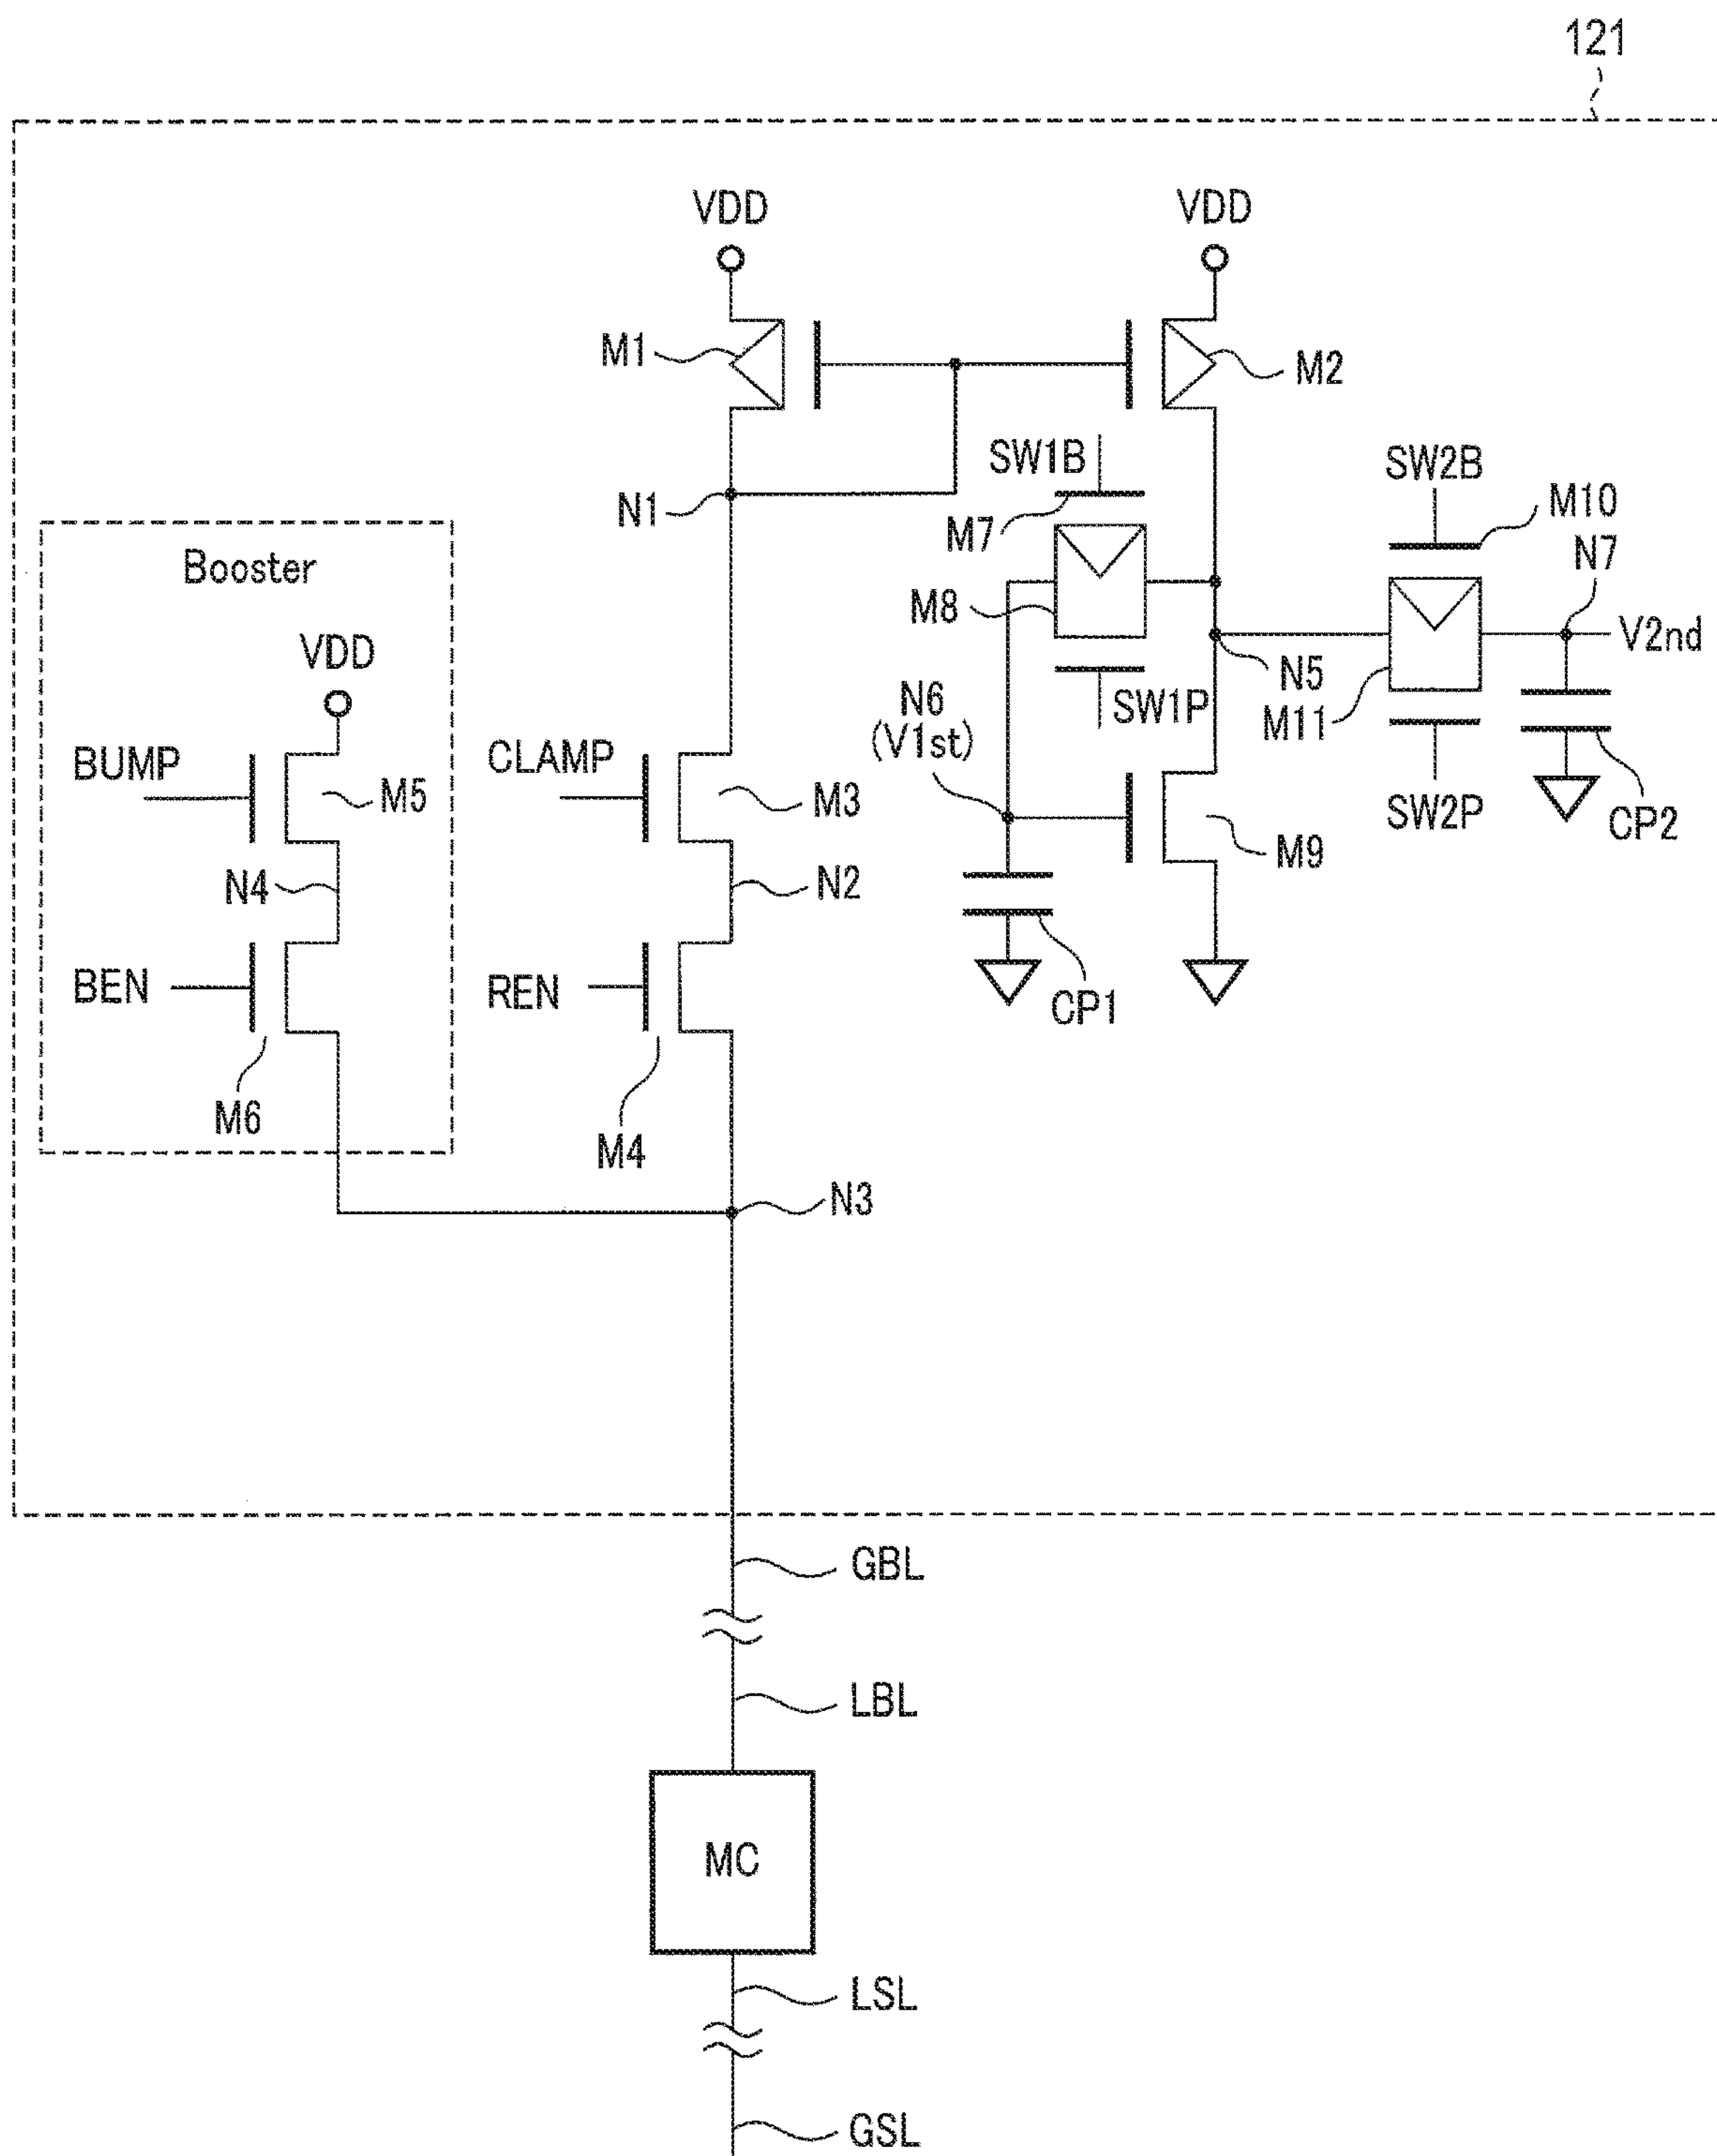 121
VDD
VDD
M1
M2
SW1B
SW2B
N1
M7
M10
N7
Booster
M8
VDD
V2nd
N5
N6
(V1st)
SW1P
M11
BUMP
M5
CLAMP
M3
SW2P
CP2
M9
N4
N2
BEN
REN
CP1
M6
M4
N3
GBL
LBL
MC
LSL
GSL